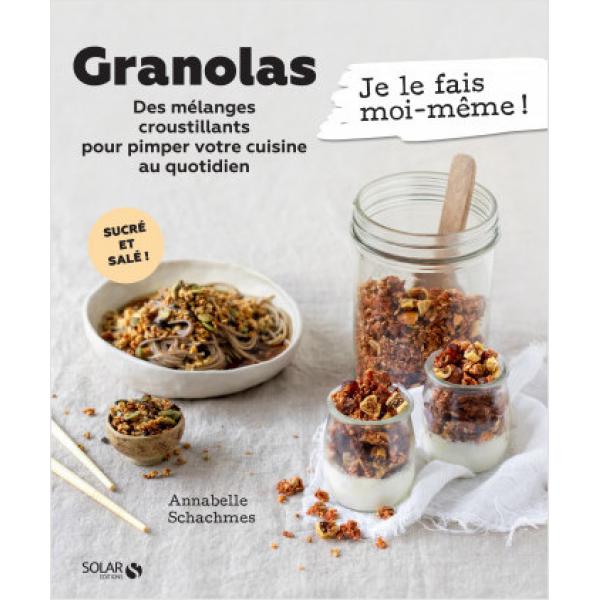 Granolas
Des mélanges
croustillants
pour pimper votre cuisine
au quotidien
Je le fais
moi-même !
SUCRÉ
ET
SALÉ !
Annabelle
Schachmes
SOLAR
EDITIONS